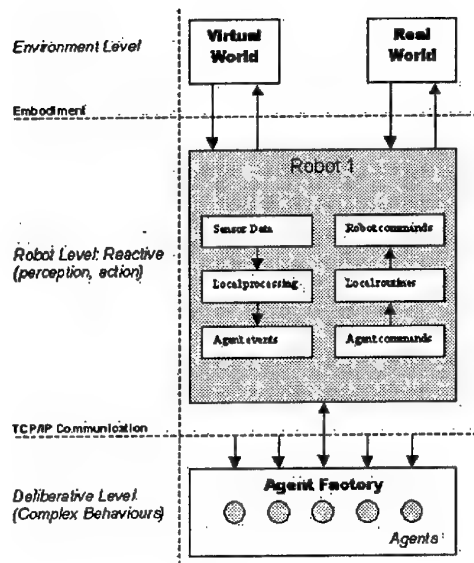 Environment Level
Virtual World
Real World
Embodiment
Robot 1
Sensor Data
Robot commands
Robot Level: Reactive
(perception, action)
Local processing
Local routines
Agent events
Agent commands
TCP/IP Communication
Deliberative Level:
(Complex Behaviours)
Agent Factory
Agents